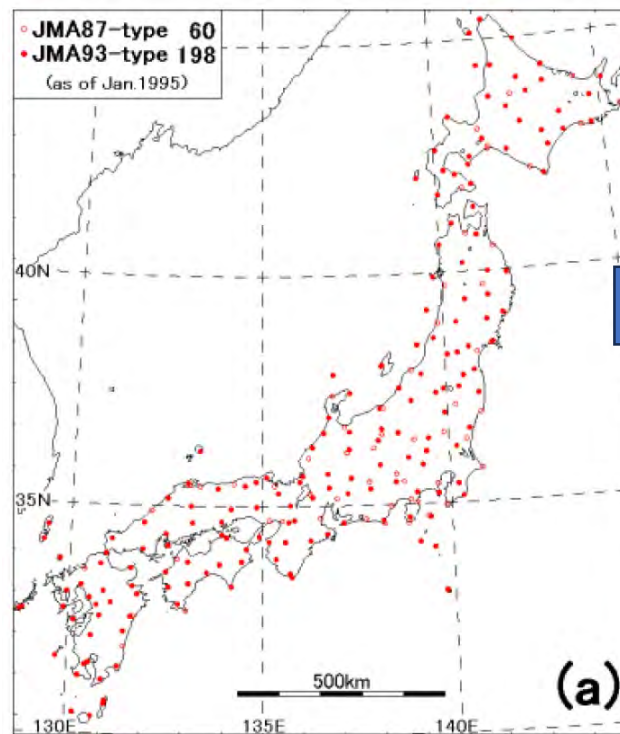 JMA87-type 60
JMA93-type 198
(as of Jan.1995)
40N
35N
500km
(a)
130E
135E
140E